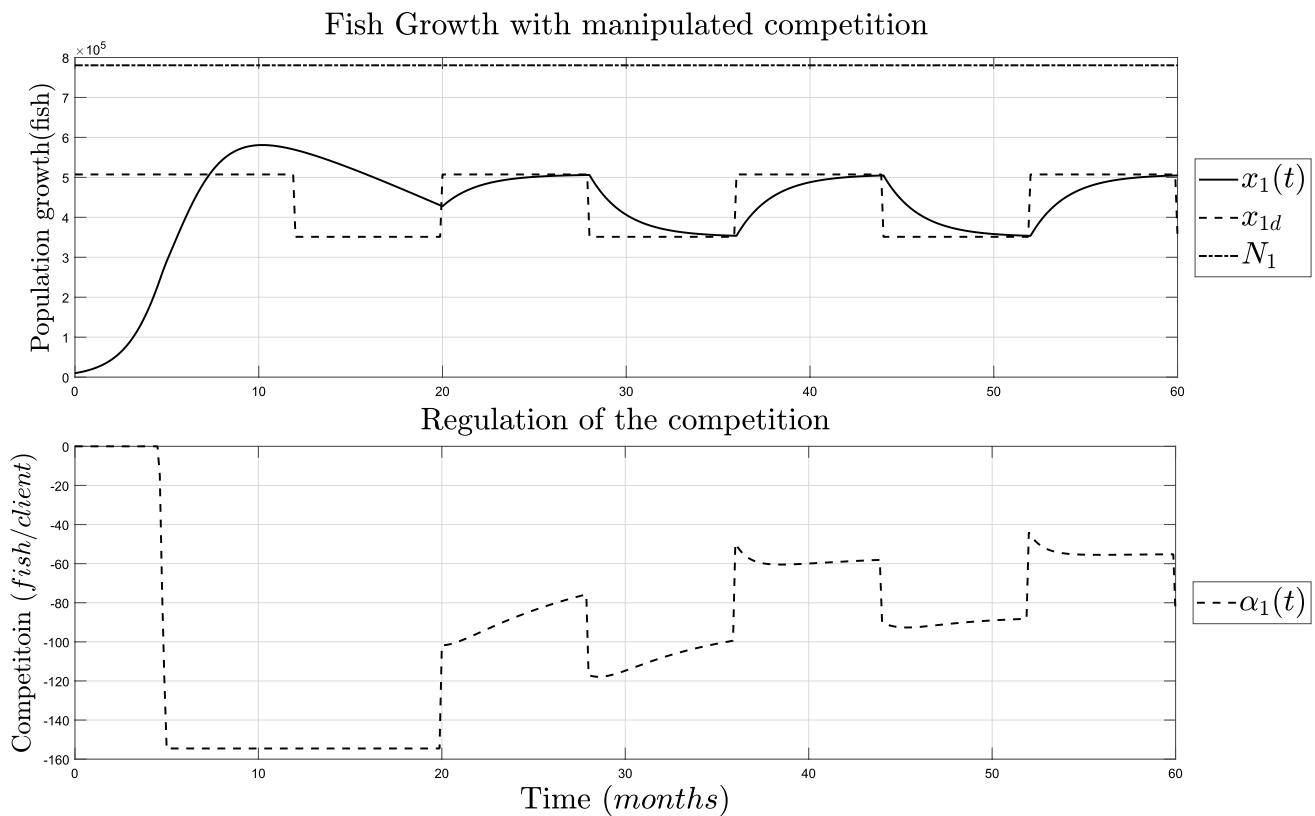 Fish Growth with manipulated competition
×10⁵
8
7
6
5
4
3
2
1
0
Population growth(fish)
0 10 20 30 40 50 60
x₁(t)
x₁d
N₁
Regulation of the competition
0
-20
-40
-60
-80
-100
-120
-140
-160
Competitoin (fish/client)
0 10 20 30 40 50 60
α₁(t)
Time (months)